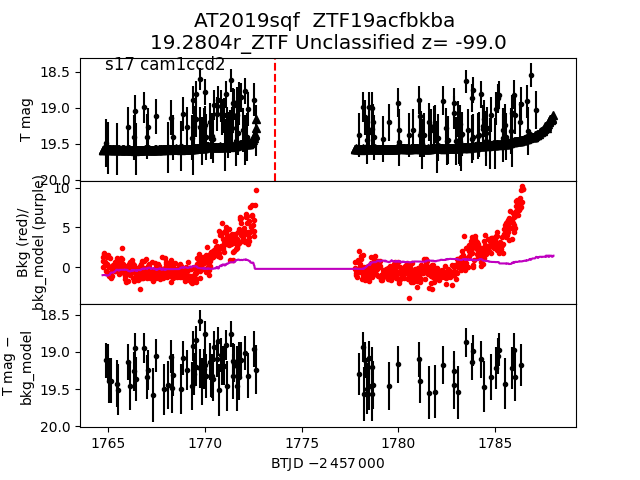 AT2019sqf  ZTF19acfbkba
19.2804r_ZTF Unclassified z= -99.0
s17 cam1ccd2
T mag
18.5
19.0
19.5
20.0
Bkg (red)/
bkg_model (purple)
10
5
0
T mag −
bkg_model
18.5
19.0
19.5
20.0
1765 1770 1775 1780 1785
BTJD −2 457 000